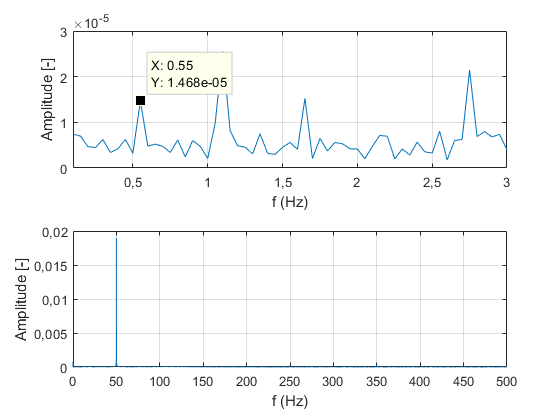 ×10-5
3
2
1
0
Amplitude [-]
X: 0.55
Y: 1.468e-05
0,5 1 1,5 2 2,5 3
f (Hz)
0,02
0,015
0,01
0,005
0
Amplitude [-]
0 50 100 150 200 250 300 350 400 450 500
f (Hz)